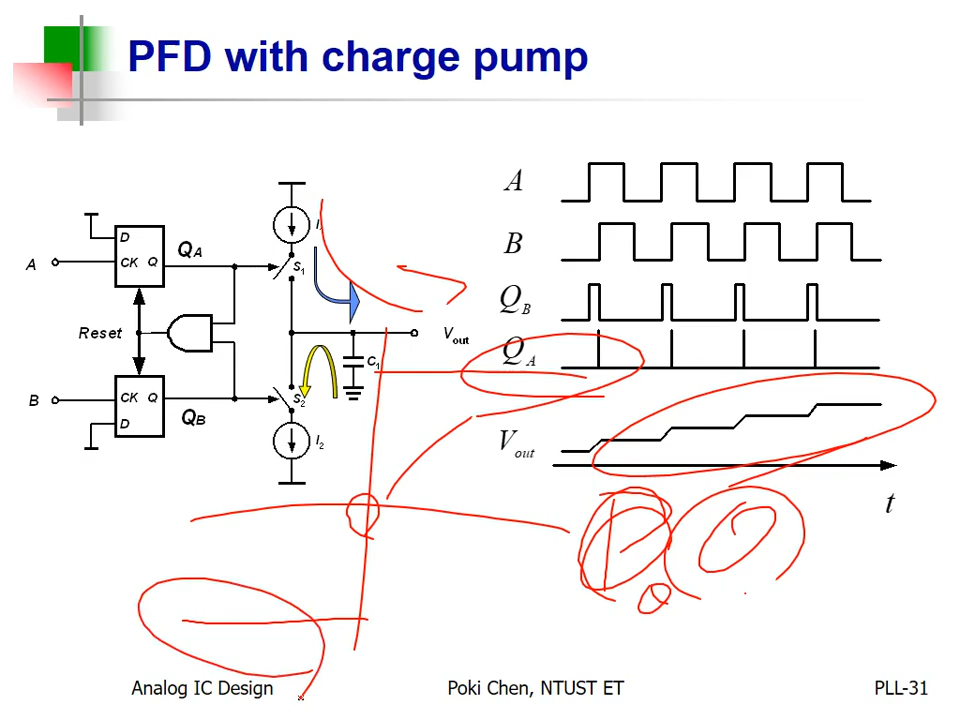 PFD with charge pump
A
B
D
CK Q
QA
Reset
CK Q
D
QB
S1
S2
I2
C1
Vout
A
B
QB
QA
Vout
t
Analog IC Design
Poki Chen, NTUST ET
PLL-31